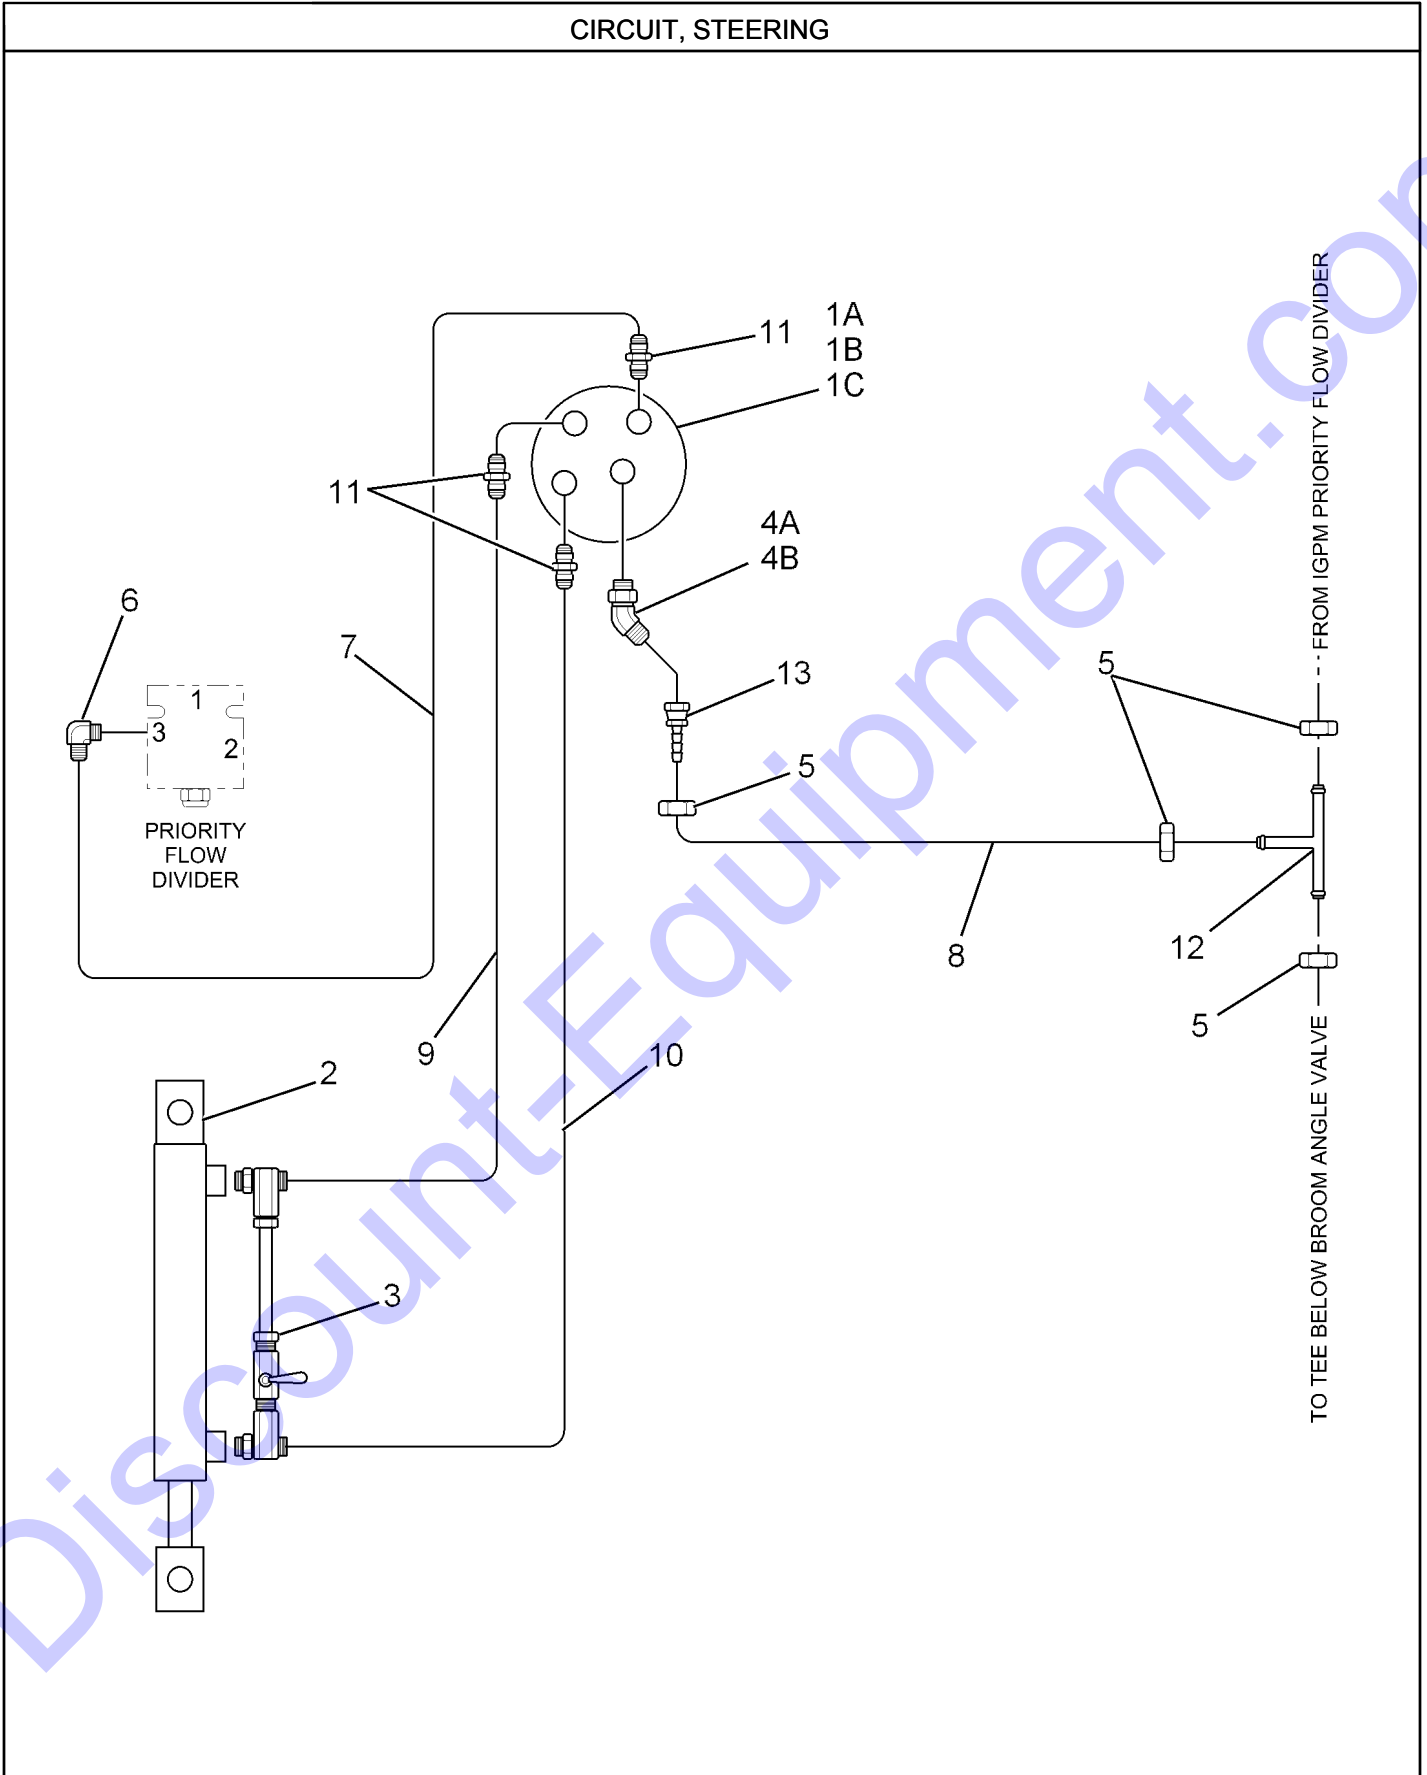 CIRCUIT, STEERING
11
1A
1B
1C
11
4A
4B
6
7
13
5
5
1
3
2
PRIORITY
FLOW
DIVIDER
FROM IGPM PRIORITY FLOW DIVIDER
8
12
5
9
10
2
3
TO TEE BELOW BROOM ANGLE VALVE
Discount-Equipment.com